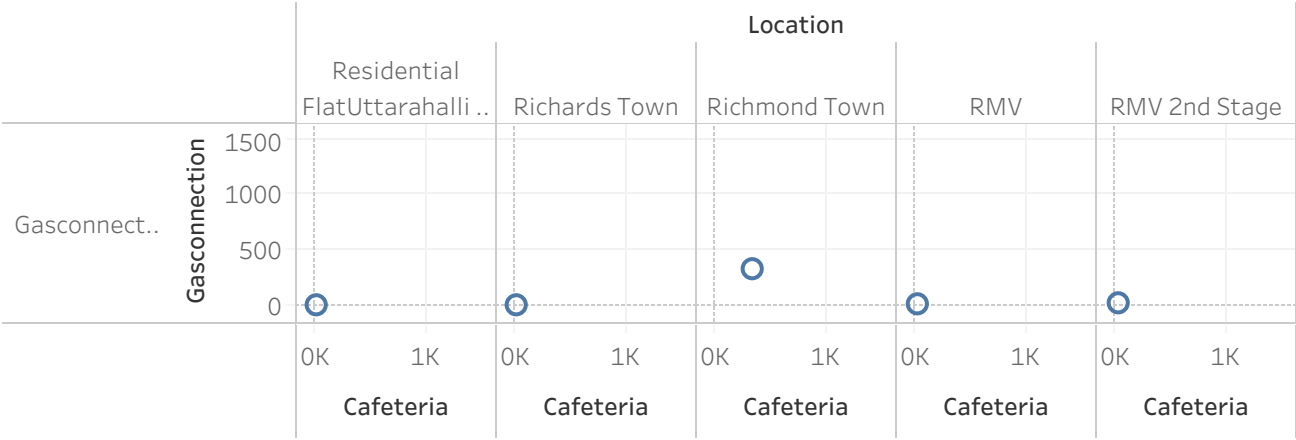 Location
Residential
FlatUttarahalli ..
Richards Town
Richmond Town
RMV
RMV 2nd Stage
Gasconnect..
Gasconnection
1500
1000
500
0
0K 1K 0K 1K 0K 1K 0K 1K 0K 1K
Cafeteria Cafeteria Cafeteria Cafeteria Cafeteria